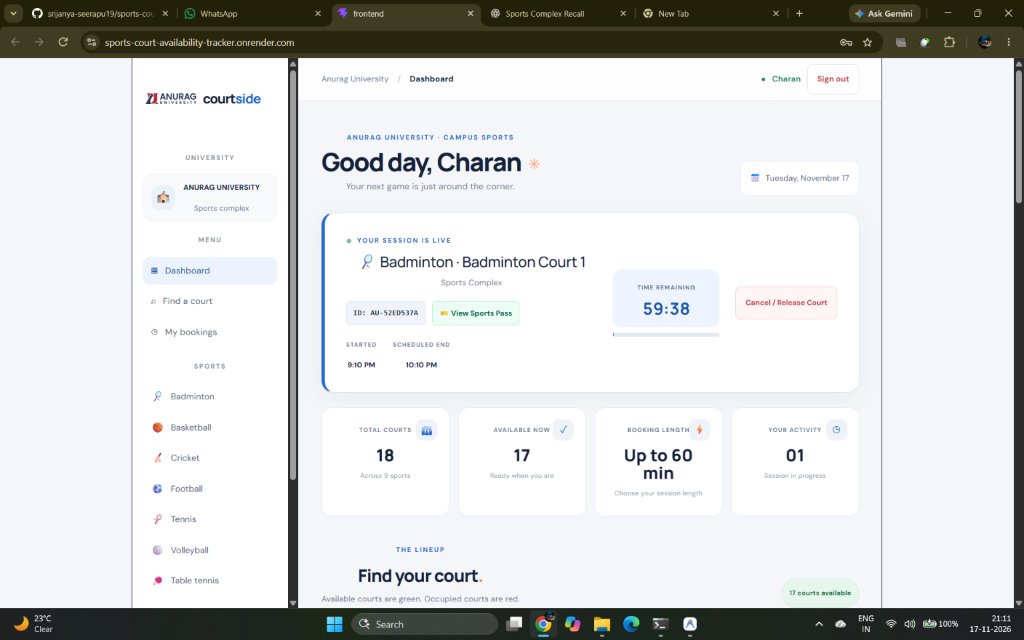 srijanya-seerapu19/sports-cou
WhatsApp
frontend
Sports Complex Recall
New Tab
Ask Gemini
sports-court-availability-tracker.onrender.com
ANURAG UNIVERSITY courtside
UNIVERSITY
ANURAG UNIVERSITY
Sports complex
MENU
Dashboard
Find a court
My bookings
SPORTS
Badminton
Basketball
Cricket
Football
Tennis
Volleyball
Table tennis
Anurag University / Dashboard
Charan
Sign out
ANURAG UNIVERSITY · CAMPUS SPORTS
Good day, Charan
Your next game is just around the corner.
Tuesday, November 17
YOUR SESSION IS LIVE
Badminton · Badminton Court 1
Sports Complex
ID: AU-52ED537A
View Sports Pass
STARTED SCHEDULED END
9:10 PM 10:10 PM
TIME REMAINING
59:38
Cancel / Release Court
TOTAL COURTS
18
Across 9 sports
AVAILABLE NOW
17
Ready when you are
BOOKING LENGTH
Up to 60
min
Choose your session length
YOUR ACTIVITY
01
Session in progress
THE LINEUP
Find your court.
Available courts are green. Occupied courts are red.
17 courts available
23°C
Clear
Search
ENG
IN
100%
21:11
17-11-2026